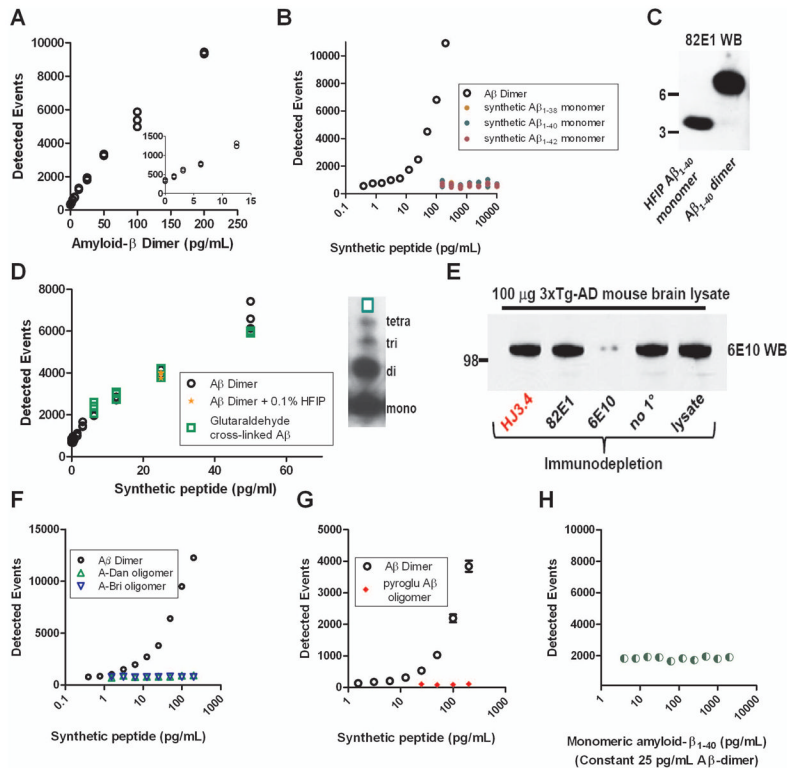 A
Detected Events
10000
8000
6000
4000
2000
0
1500
1000
500
0
0 5 10 15
0 50 100 150 200 250
Amyloid-β Dimer (pg/mL)
B
Detected Events
10000
8000
6000
4000
2000
0
Aβ Dimer
synthetic Aβ1-38 monomer
synthetic Aβ1-40 monomer
synthetic Aβ1-42 monomer
0.1 1 10 100 1000 10000
Synthetic peptide (pg/mL)
C
82E1 WB
6
3
HFIP Aβ1-40 monomer
Aβ1-40 dimer
D
Detected Events
8000
6000
4000
2000
0
Aβ Dimer
Aβ Dimer + 0.1% HFIP
Glutaraldehyde
cross-linked Aβ
0 20 40 60
Synthetic peptide (pg/ml)
tetra
tri
di
mono
E
100 µg 3xTg-AD mouse brain lysate
98
6E10 WB
HJ3.4 82E1 6E10 no 1° lysate
Immunodepletion
F
Detected Events
15000
10000
5000
0
Aβ Dimer
A-Dan oligomer
A-Bri oligomer
0.1 1 10 100 1000
Synthetic peptide (pg/mL)
G
Detected Events
5000
4000
3000
2000
1000
0
Aβ Dimer
pyroglu Aβ
oligomer
1 10 100 1000
Synthetic peptide (pg/mL)
H
Detected Events
10000
8000
6000
4000
2000
0
1 10 100 1000 10000
Monomeric amyloid-β1-40 (pg/mL)
(Constant 25 pg/mL Aβ-dimer)